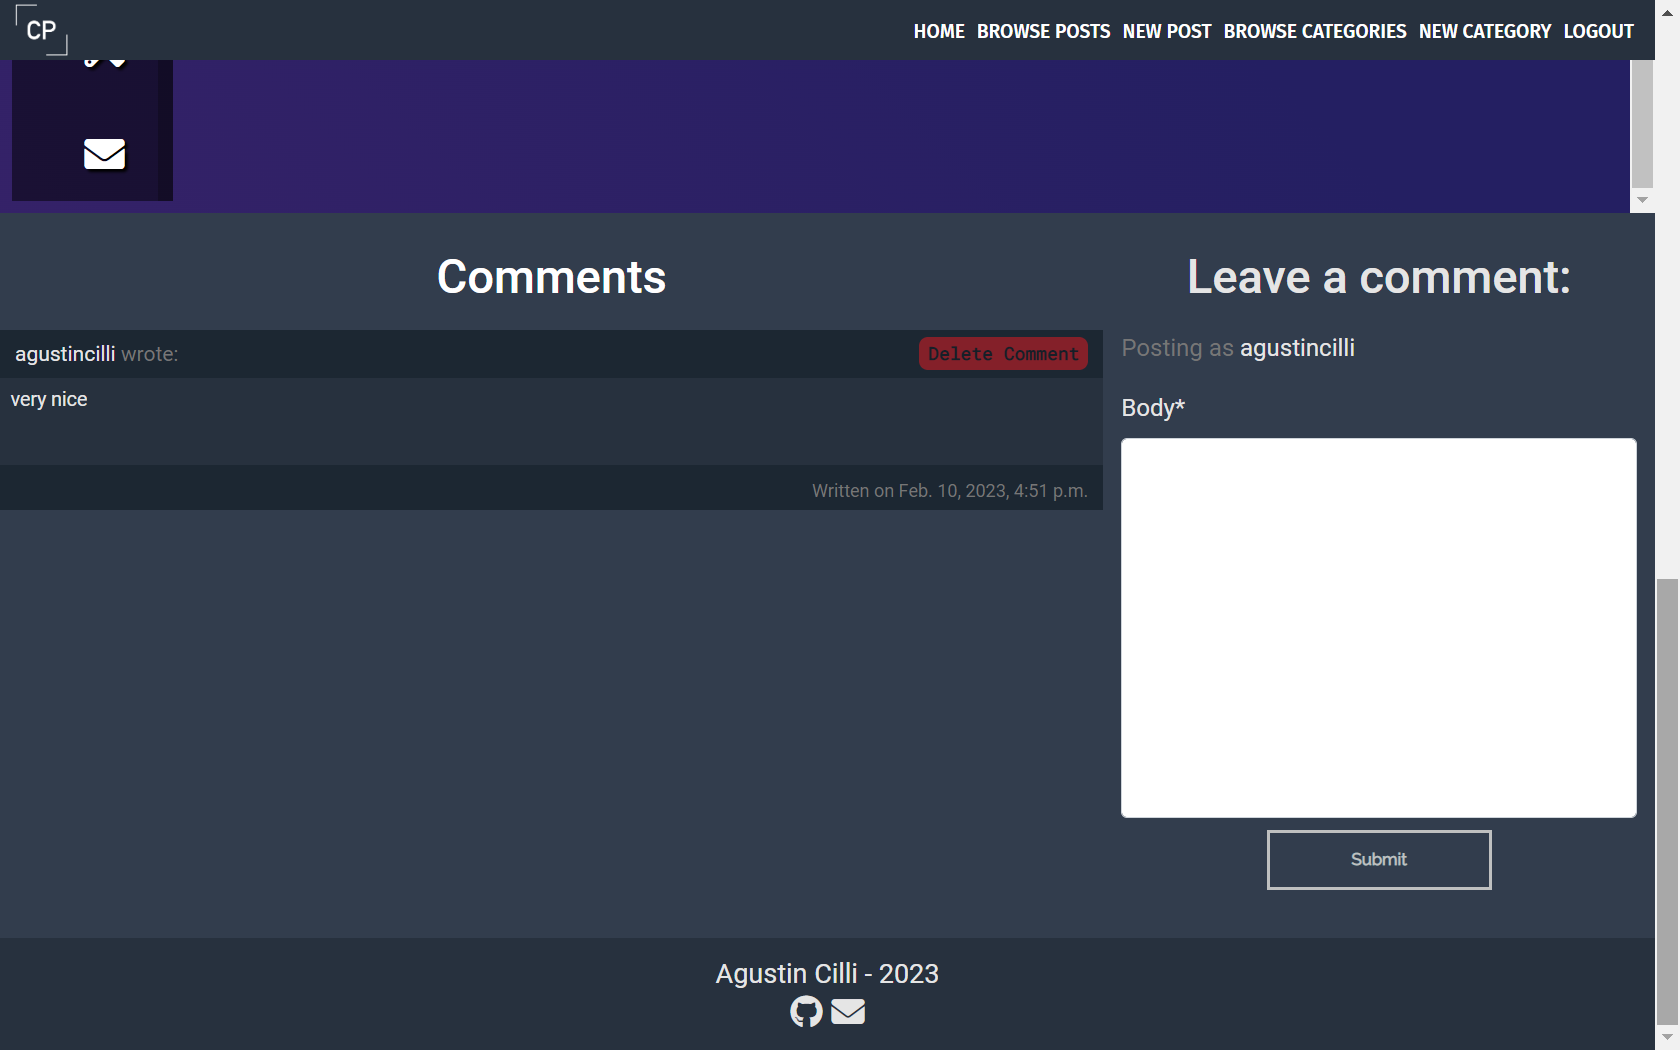 CP
HOME BROWSE POSTS NEW POST BROWSE CATEGORIES NEW CATEGORY LOGOUT
Comments
agustincilli wrote:
Delete Comment
very nice
Written on Feb. 10, 2023, 4:51 p.m.
Leave a comment:
Posting as agustincilli
Body*
Submit
Agustin Cilli - 2023